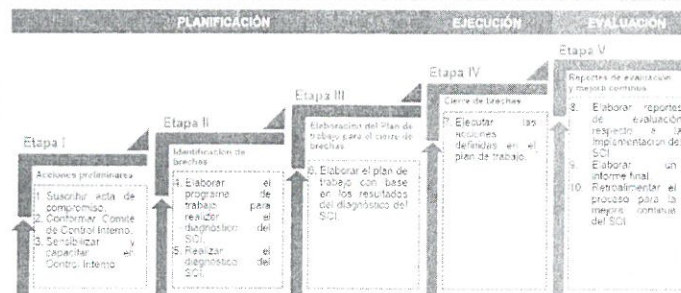 PLANIFICACIÓN
EJECUCIÓN
EVALUACIÓN
Etapa I
Acciones preliminares
1. Suscribir acta de
compromiso.
2. Conformar Comité
de Control Interno.
3. Sensibilizar y
capacitar en
Control Interno
Etapa II
Identificación de
brechas
4. Elaborar el
programa de
trabajo para
realizar el
diagnóstico del
SCI.
5. Realizar el
diagnóstico del
SCI.
Etapa III
Elaboración del Plan de
trabajo para el cierre de
brechas
6. Elaborar el plan de
trabajo con base
en los resultados
del diagnóstico del
SCI.
Etapa IV
Cierre de brechas
7. Ejecutar las
acciones
definidas en el
plan de trabajo.
Etapa V
Reportes de evaluación
y mejora continua
8. Elaborar reportes
de evaluación
respecto a la
implementación del
SCI
9. Elaborar un
informe final.
10. Retroalimentar el
proceso para la
mejora continua
del SCI.